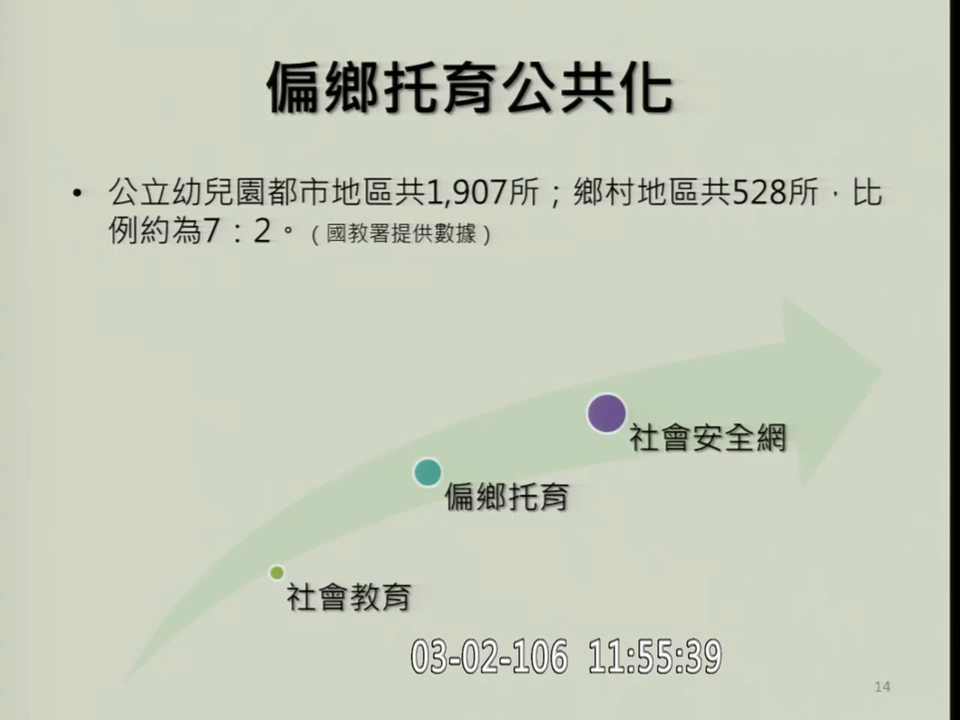 偏鄉托育公共化
• 公立幼兒園都市地區共1,907所；鄉村地區共528所，比
例約為7：2。（國教署提供數據）
社會安全網
偏鄉托育
社會教育
03-02-106 11:55:39
14